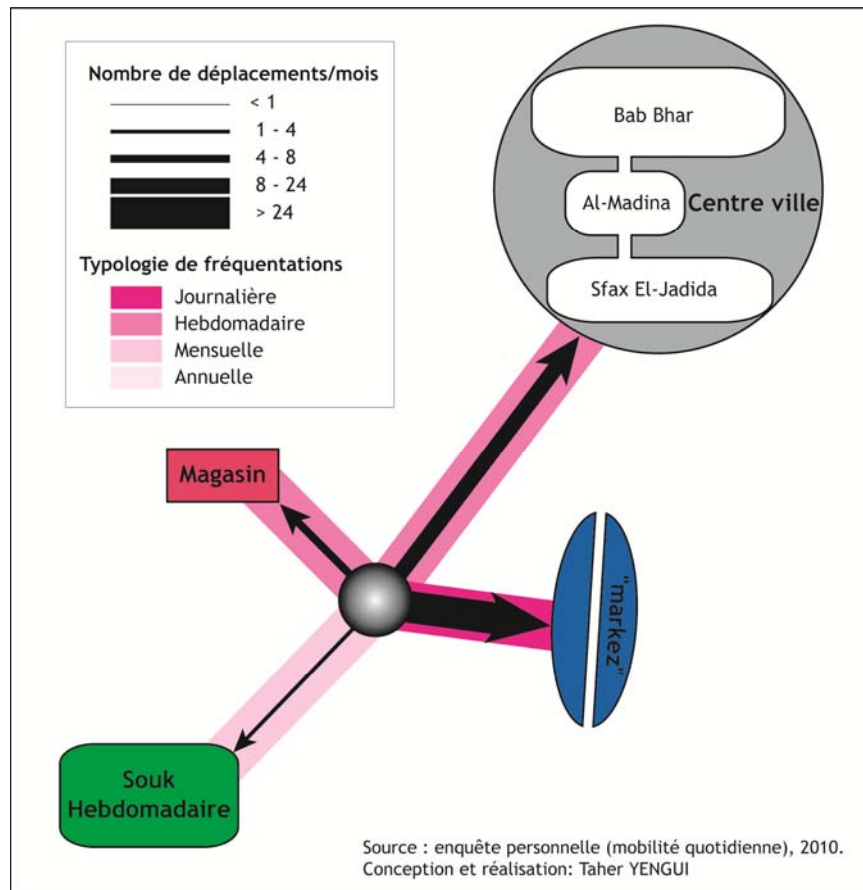 Nombre de déplacements/mois
< 1
1 - 4
4 - 8
8 - 24
> 24
Typologie de fréquentations
Journalière
Hebdomadaire
Mensuelle
Annuelle
Bab Bhar
Al-Madina
Centre ville
Sfax El-Jadida
Magasin
"markez"
Souk
Hebdomadaire
Source : enquête personnelle (mobilité quotidienne), 2010.
Conception et réalisation: Taher YENGUI